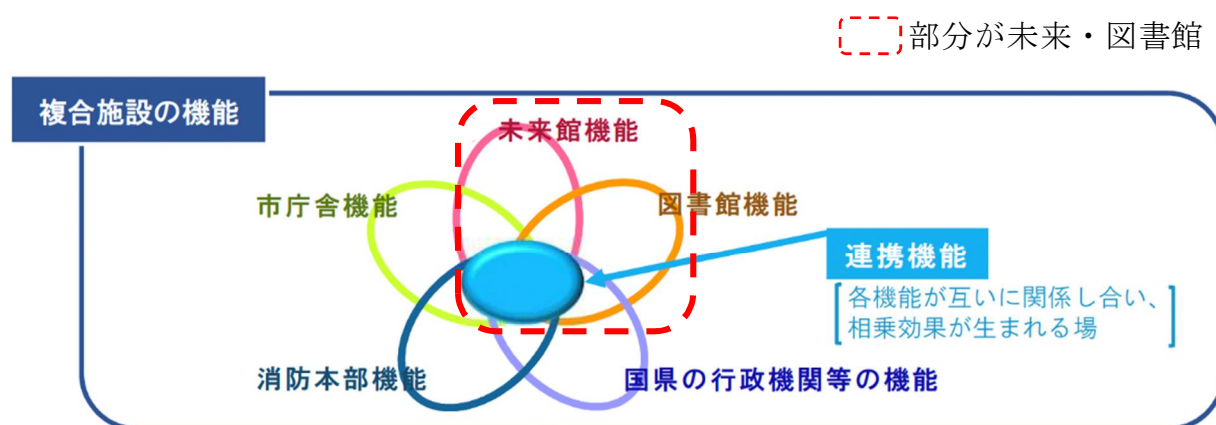 部分が未来・図書館
複合施設の機能
未来館機能
市庁舎機能
図書館機能
連携機能
各機能が互いに関係し合い、
相乗効果が生まれる場
消防本部機能
国県の行政機関等の機能